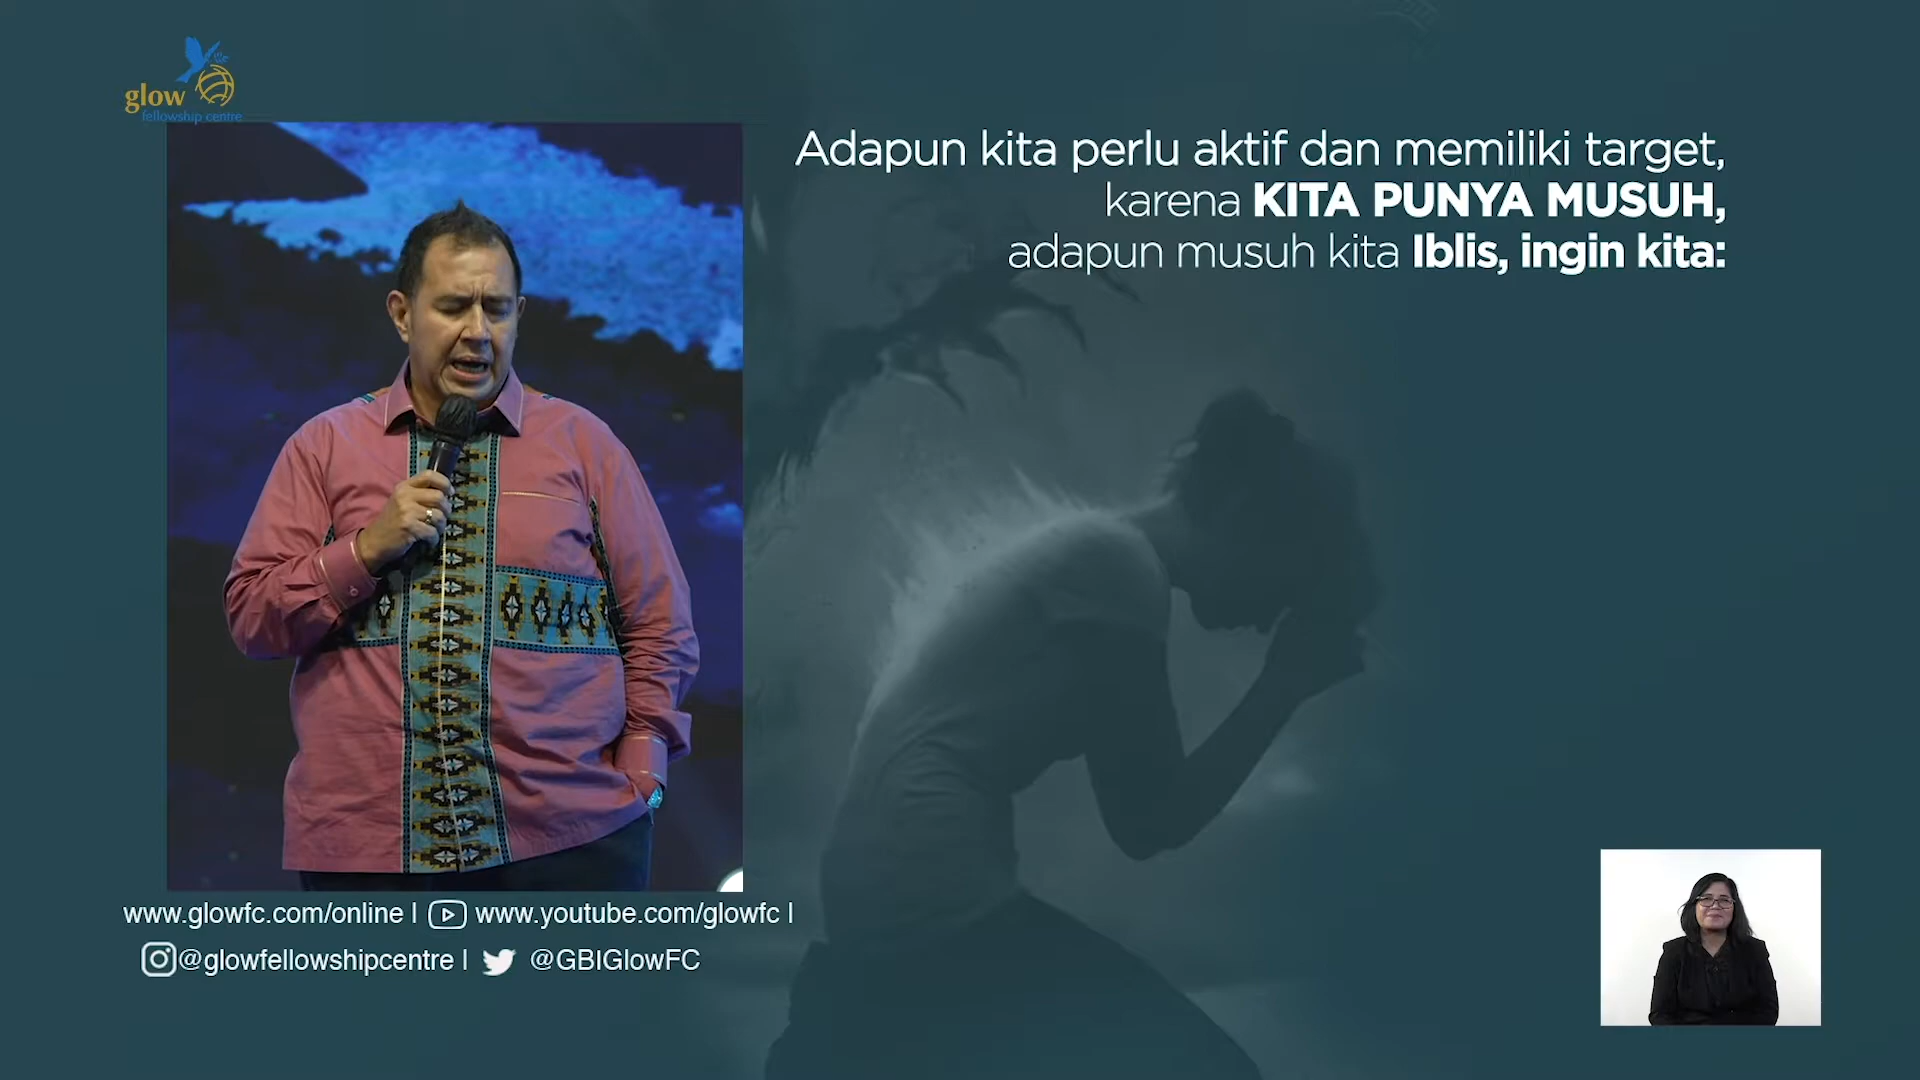 glow
fellowship centre
Adapun kita perlu aktif dan memiliki target,
karena KITA PUNYA MUSUH,
adapun musuh kita Iblis, ingin kita:
www.glowfc.com/online | www.youtube.com/glowfc |
@glowfellowshipcentre | @GBIGlowFC